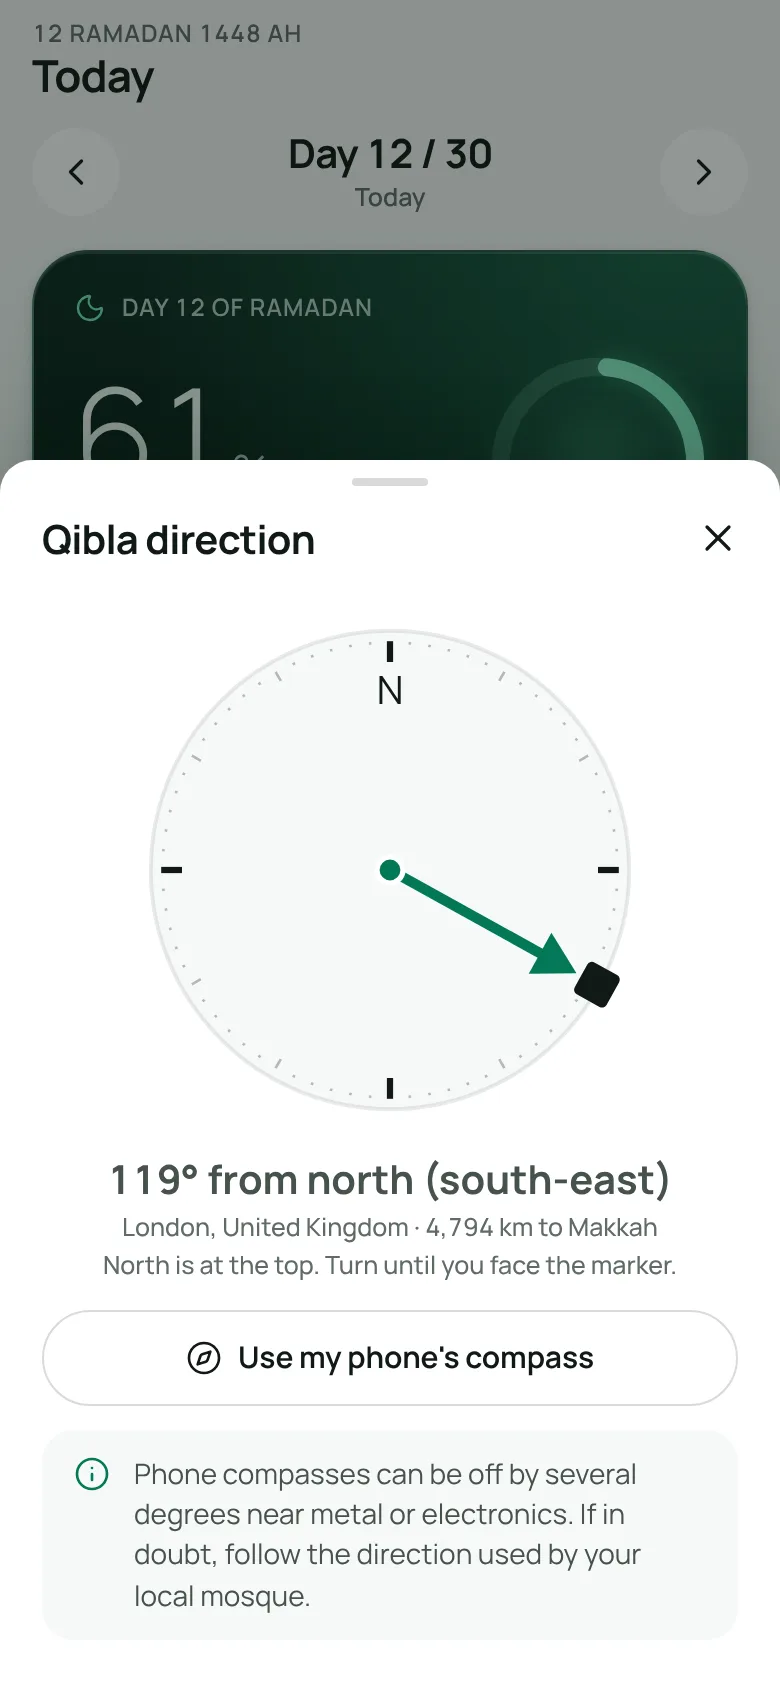 12 RAMADAN 1448 AH
Today
Day 12 / 30
Today
DAY 12 OF RAMADAN
61
Qibla direction
N
119° from north (south-east)
London, United Kingdom · 4,794 km to Makkah
North is at the top. Turn until you face the marker.
Use my phone's compass
Phone compasses can be off by several
degrees near metal or electronics. If in
doubt, follow the direction used by your
local mosque.